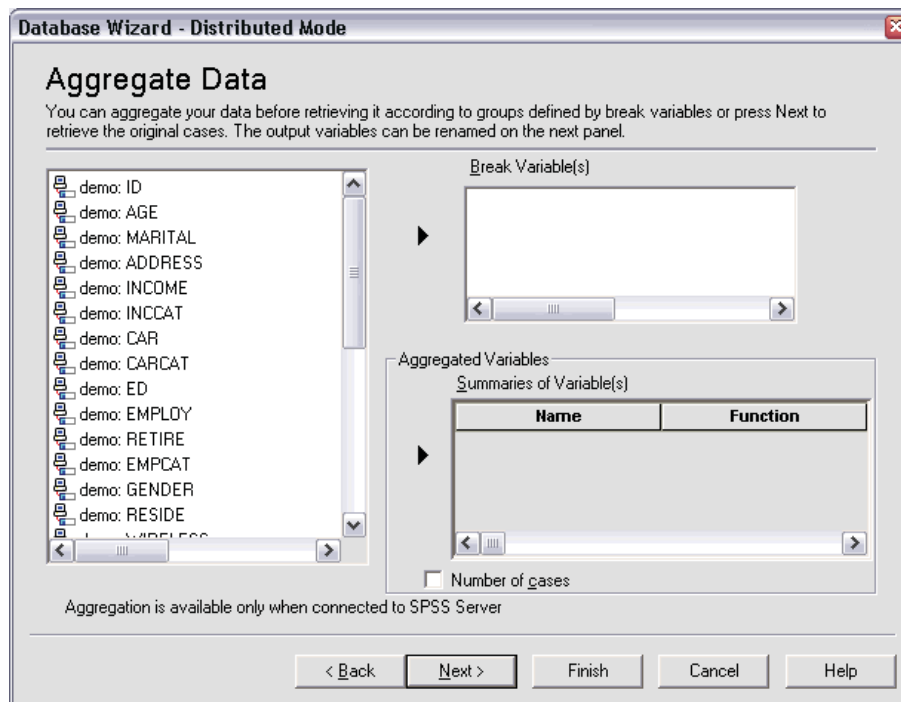 Database Wizard - Distributed Mode
Aggregate Data
You can aggregate your data before retrieving it according to groups defined by break variables or press Next to
retrieve the original cases. The output variables can be renamed on the next panel.
demo: ID
demo: AGE
demo: MARITAL
demo: ADDRESS
demo: INCOME
demo: INCCAT
demo: CAR
demo: CARCAT
demo: ED
demo: EMPLOY
demo: RETIRE
demo: EMPCAT
demo: GENDER
demo: RESIDE
Break Variable(s)
Aggregated Variables
Summaries of Variable(s)
Name Function
Number of cases
Aggregation is available only when connected to SPSS Server
< Back Next > Finish Cancel Help